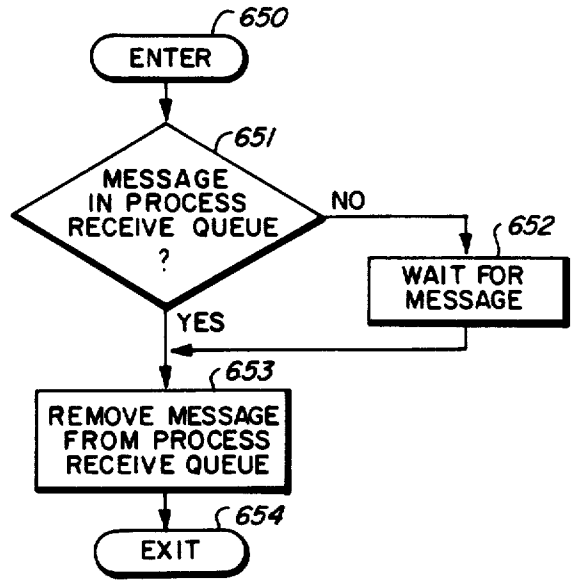 650
ENTER
651
MESSAGE
IN PROCESS
RECEIVE QUEUE
?
NO
652
WAIT FOR
MESSAGE
YES
653
REMOVE MESSAGE
FROM PROCESS
RECEIVE QUEUE
654
EXIT